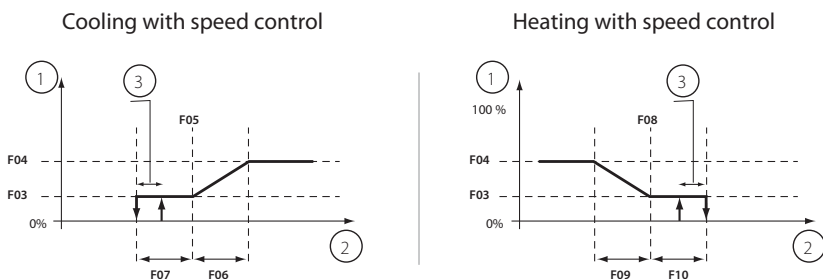 Cooling with speed control
1
3
F05
F04
F03
0%
2
F07
F06
Heating with speed control
1
3
100 %
F08
F04
F03
0%
2
F09
F10